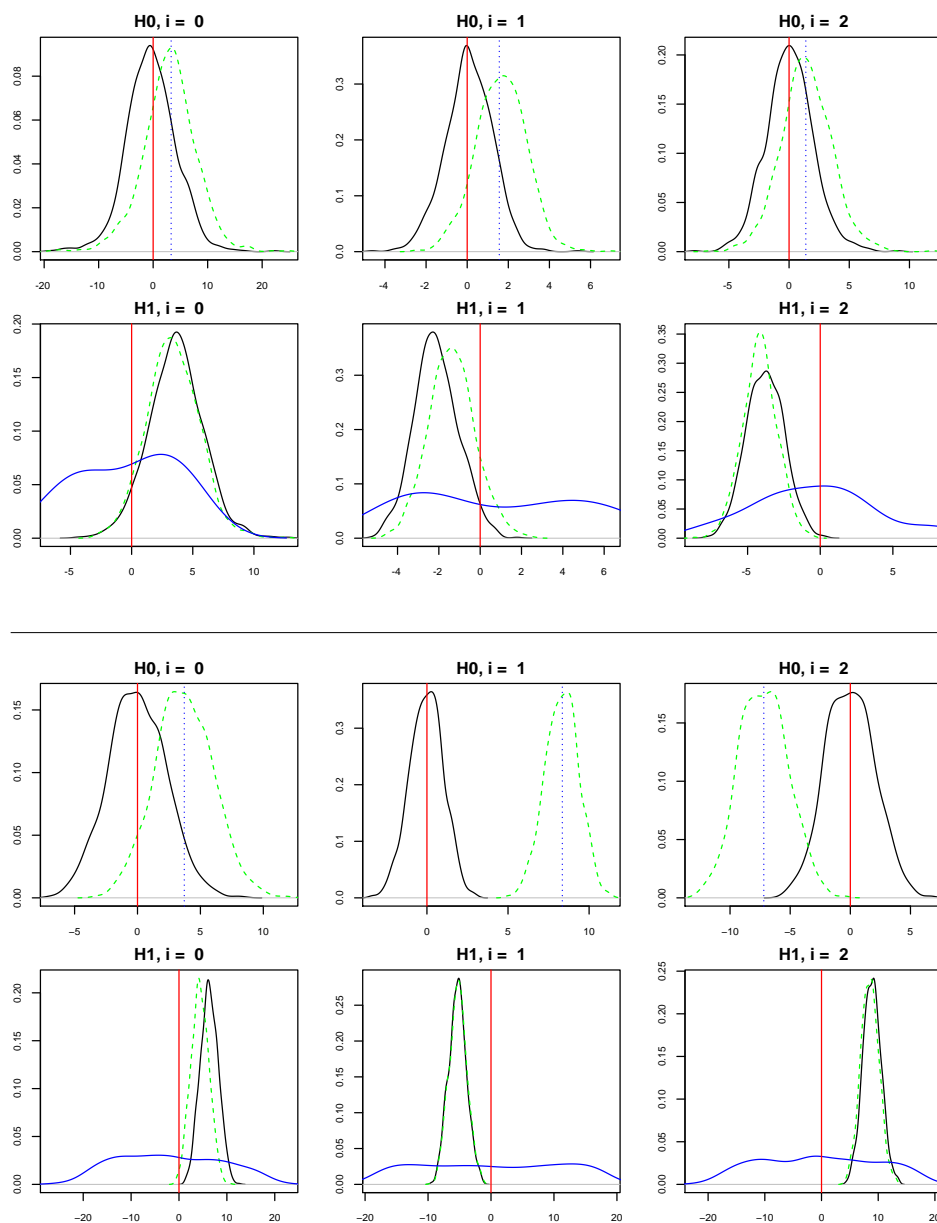 H0, i = 0
H0, i = 1
H0, i = 2
0.00 0.02 0.04 0.06 0.08
0.0 0.1 0.2 0.3
0.00 0.05 0.10 0.15 0.20
-20 -10 0 10 20
-4 -2 0 2 4 6
-5 0 5 10
H1, i = 0
H1, i = 1
H1, i = 2
0.00 0.05 0.10 0.15 0.20
0.0 0.1 0.2 0.3
0.00 0.05 0.10 0.15 0.20 0.25 0.30 0.35
-5 0 5 10
-4 -2 0 2 4 6
-5 0 5
H0, i = 0
H0, i = 1
H0, i = 2
0.00 0.05 0.10 0.15
0.0 0.1 0.2 0.3
0.00 0.05 0.10 0.15
−5 0 5 10
0 5 10
−10 −5 0 5
H1, i = 0
H1, i = 1
H1, i = 2
0.00 0.05 0.10 0.15 0.20
0.00 0.05 0.10 0.15 0.20 0.25
0.00 0.05 0.10 0.15 0.20 0.25
−20 −10 0 10 20
−20 −10 0 10 20
−20 −10 0 10 20